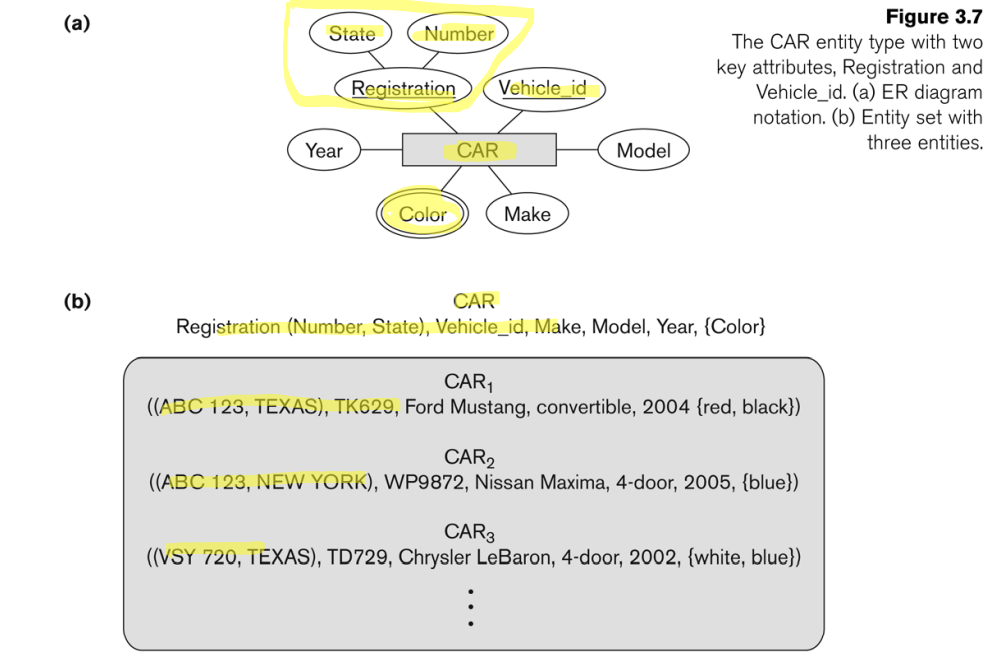 (a)
State
Number
Registration
Vehicle_id
Year
CAR
Model
Color
Make
Figure 3.7
The CAR entity type with two
key attributes, Registration and
Vehicle_id. (a) ER diagram
notation. (b) Entity set with
three entities.
(b)
CAR
Registration (Number, State), Vehicle_id, Make, Model, Year, {Color}
CAR₁
((ABC 123, TEXAS), TK629, Ford Mustang, convertible, 2004 {red, black})
CAR₂
((ABC 123, NEW YORK), WP9872, Nissan Maxima, 4-door, 2005, {blue})
CAR₃
((VSY 720, TEXAS), TD729, Chrysler LeBaron, 4-door, 2002, {white, blue})